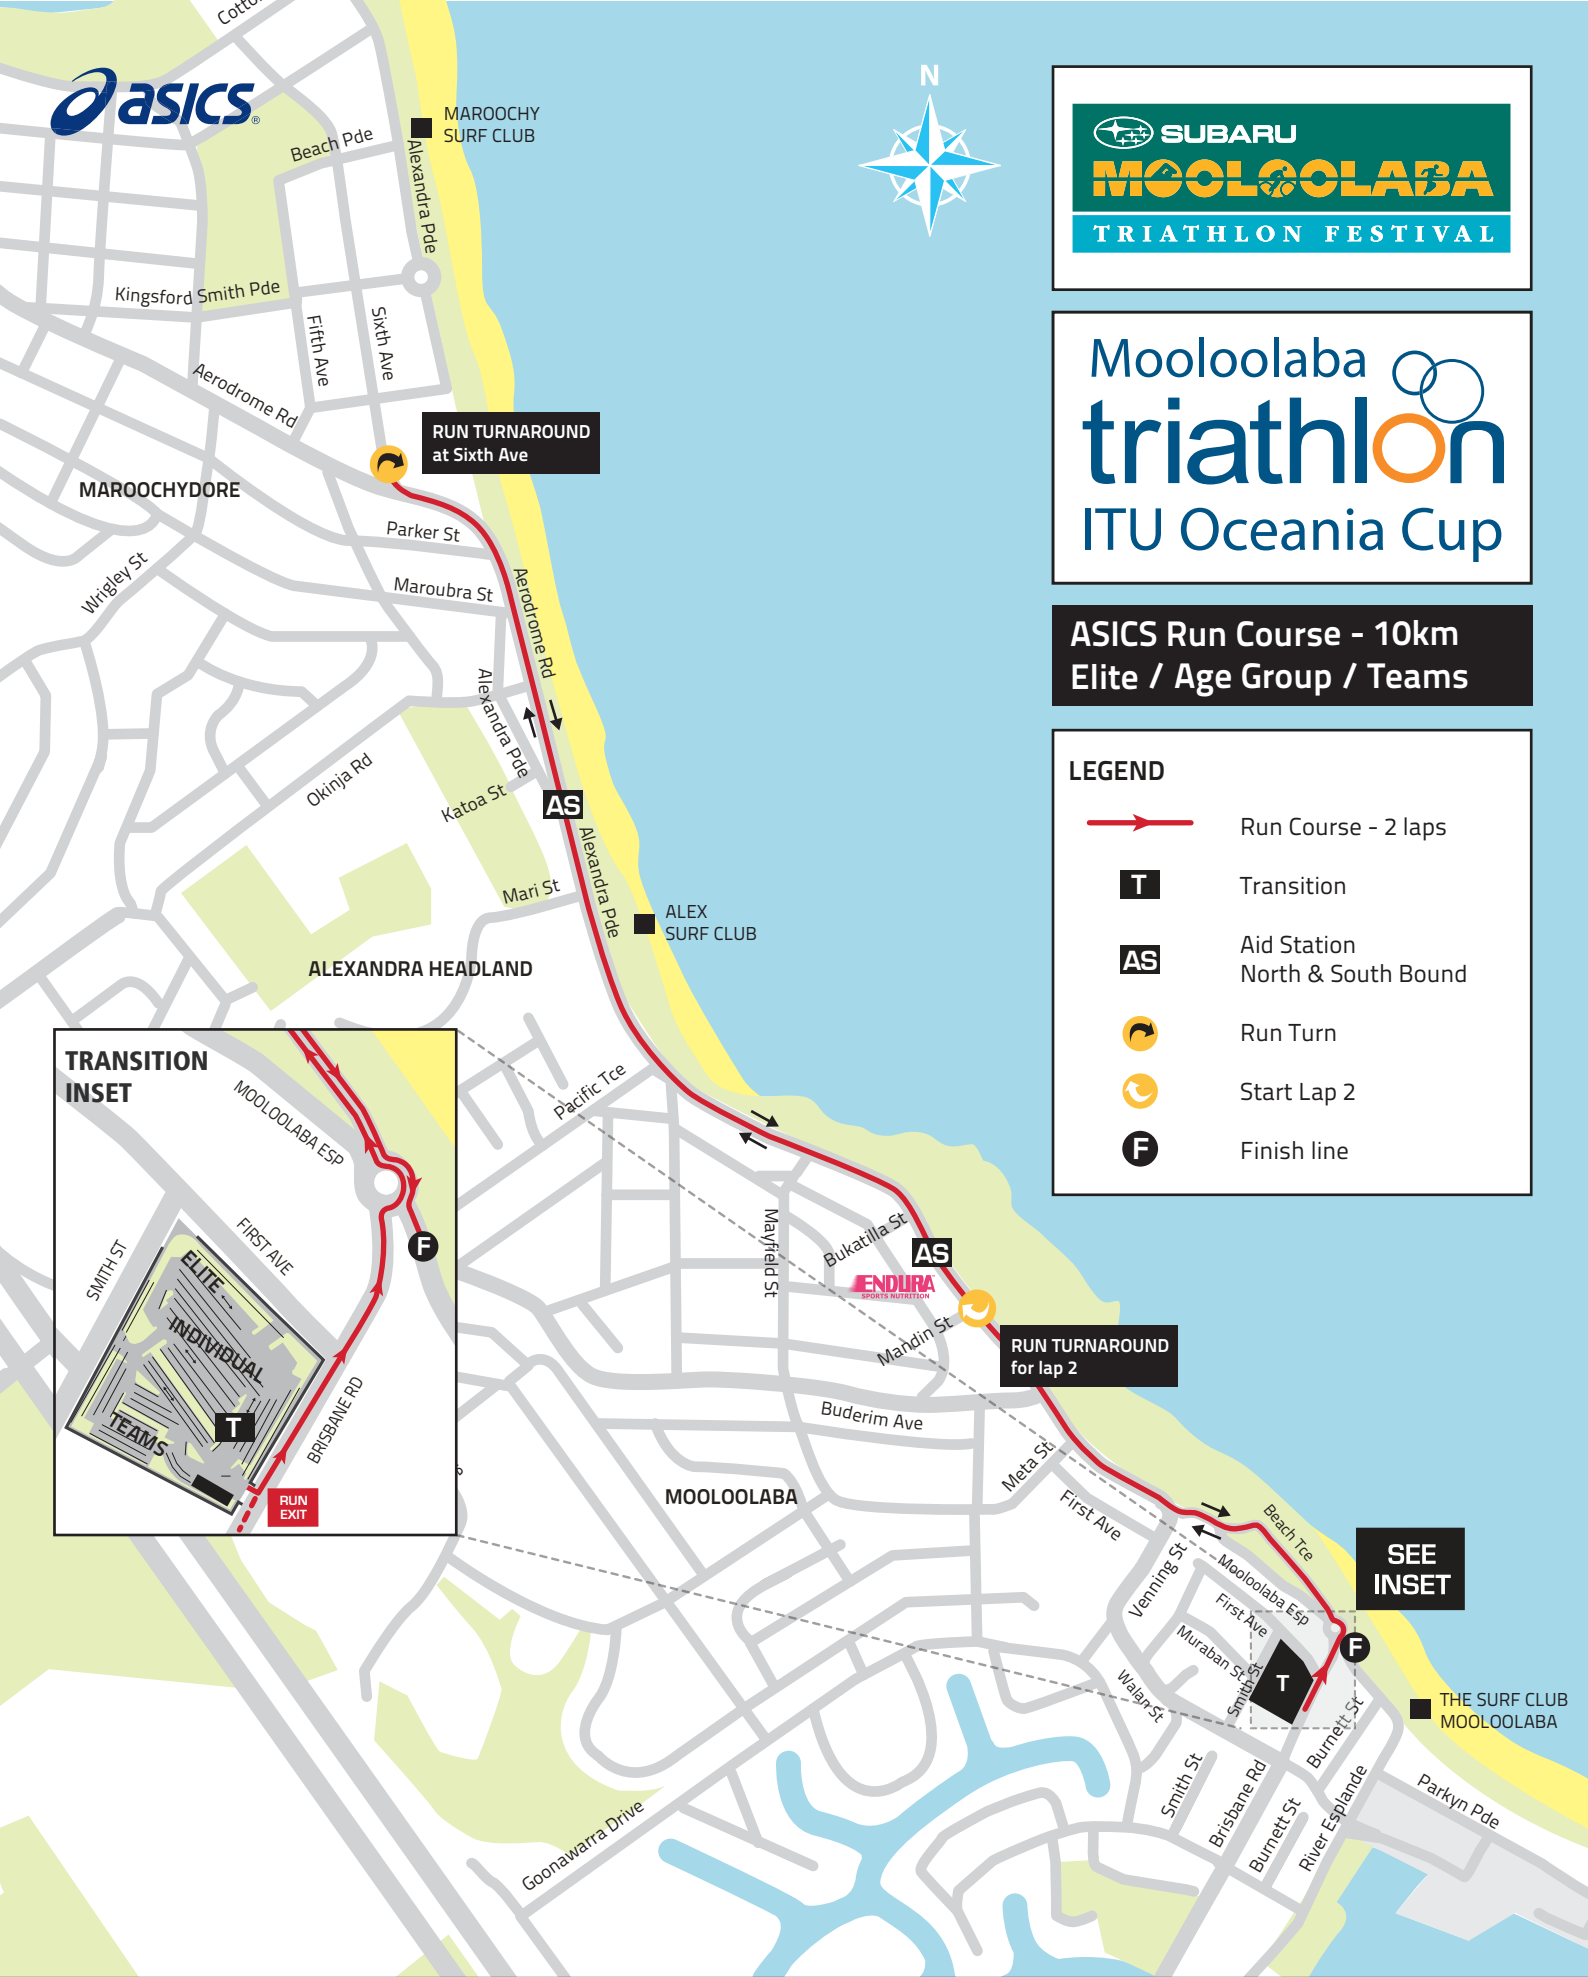 asics
MAROOCHY
SURF CLUB
Beach Pde
Alexandra Pde
Kingsford Smith Pde
Fifth Ave
Sixth Ave
Aerodrome Rd
RUN TURNAROUND
at Sixth Ave
MAROOCHYDORE
Parker St
Wrigley St
Maroubra St
Aerodrome Rd
Alexandra Pde
Okinja Rd
Katoa St
AS
Alexandra Pde
Mari St
ALEX
SURF CLUB
ALEXANDRA HEADLAND
N
SUBARU
MOOLOOLABA
TRIATHLON FESTIVAL
Mooloolaba
triathlon
ITU Oceania Cup
ASICS Run Course - 10km
Elite / Age Group / Teams
LEGEND
Run Course - 2 laps
T
Transition
AS
Aid Station
North & South Bound
Run Turn
Start Lap 2
F
Finish line
TRANSITION
INSET
MOOLOOLABA ESP
FIRST AVE
SMITH ST
F
ELITE
INDIVIDUAL
TEAMS
T
BRISBANE RD
RUN
EXIT
Pacific Tce
Mayfield St
Bukatilla St
AS
ENDURA
SPORTS NUTRITION
Mandin St
RUN TURNAROUND
for lap 2
Buderim Ave
Meta St
MOOLOOLABA
First Ave
Beach Tce
SEE
INSET
Venning St
Mooloolaba Esp
First Ave
Muraban St
Smith St
T
F
Walan St
THE SURF CLUB
MOOLOOLABA
Burnett St
Smith St
Brisbane Rd
Burnett St
River Esplande
Parkyn Pde
Goonawarra Drive